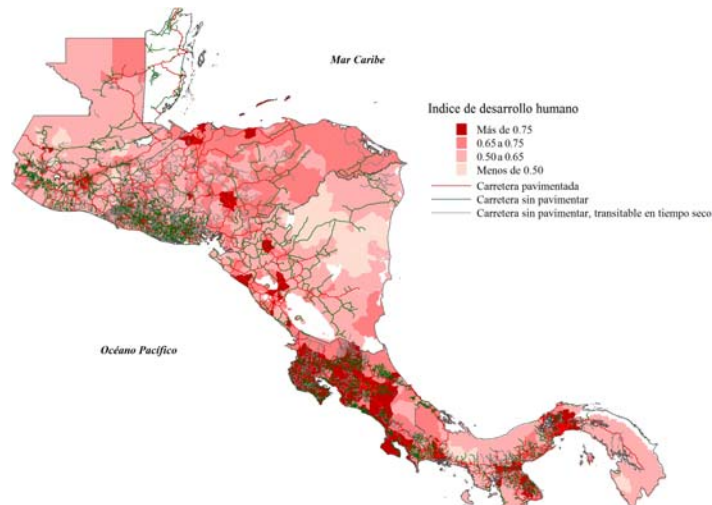 Mar Caribe
Indice de desarrollo humano
Más de 0.75
0.65 a 0.75
0.50 a 0.65
Menos de 0.50
Carretera pavimentada
Carretera sin pavimentar
Carretera sin pavimentar, transitable en tiempo seco
Océano Pacífico